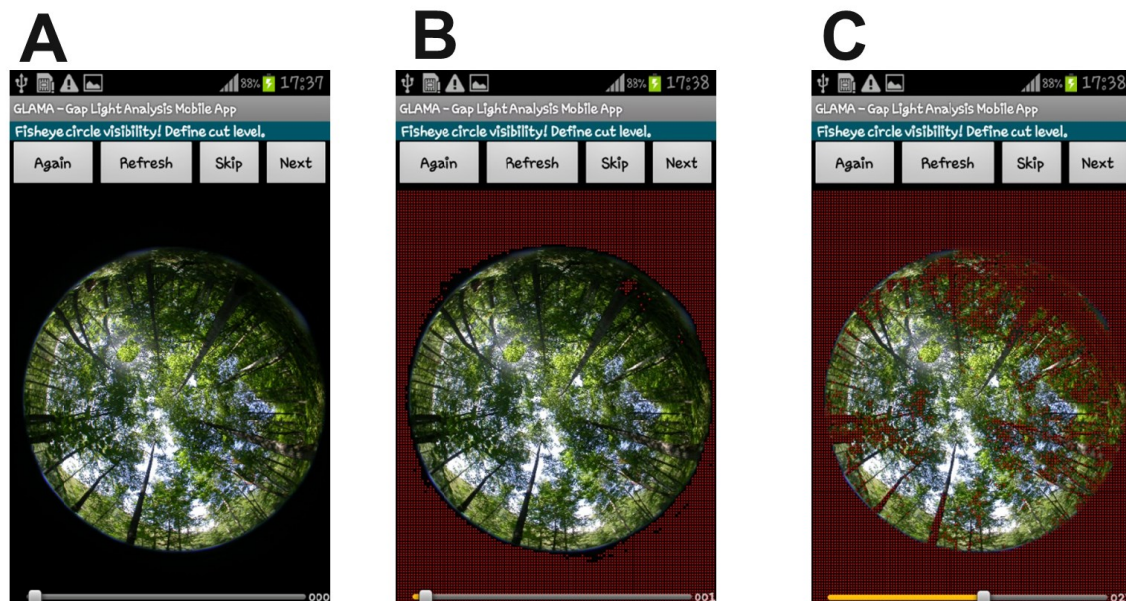 A
88% 17:37
GLAMA - Gap Light Analysis Mobile App
Fisheye circle visibility! Define cut level.
Again Refresh Skip Next
000
B
88% 17:38
GLAMA - Gap Light Analysis Mobile App
Fisheye circle visibility! Define cut level.
Again Refresh Skip Next
001
C
88% 17:38
GLAMA - Gap Light Analysis Mobile App
Fisheye circle visibility! Define cut level.
Again Refresh Skip Next